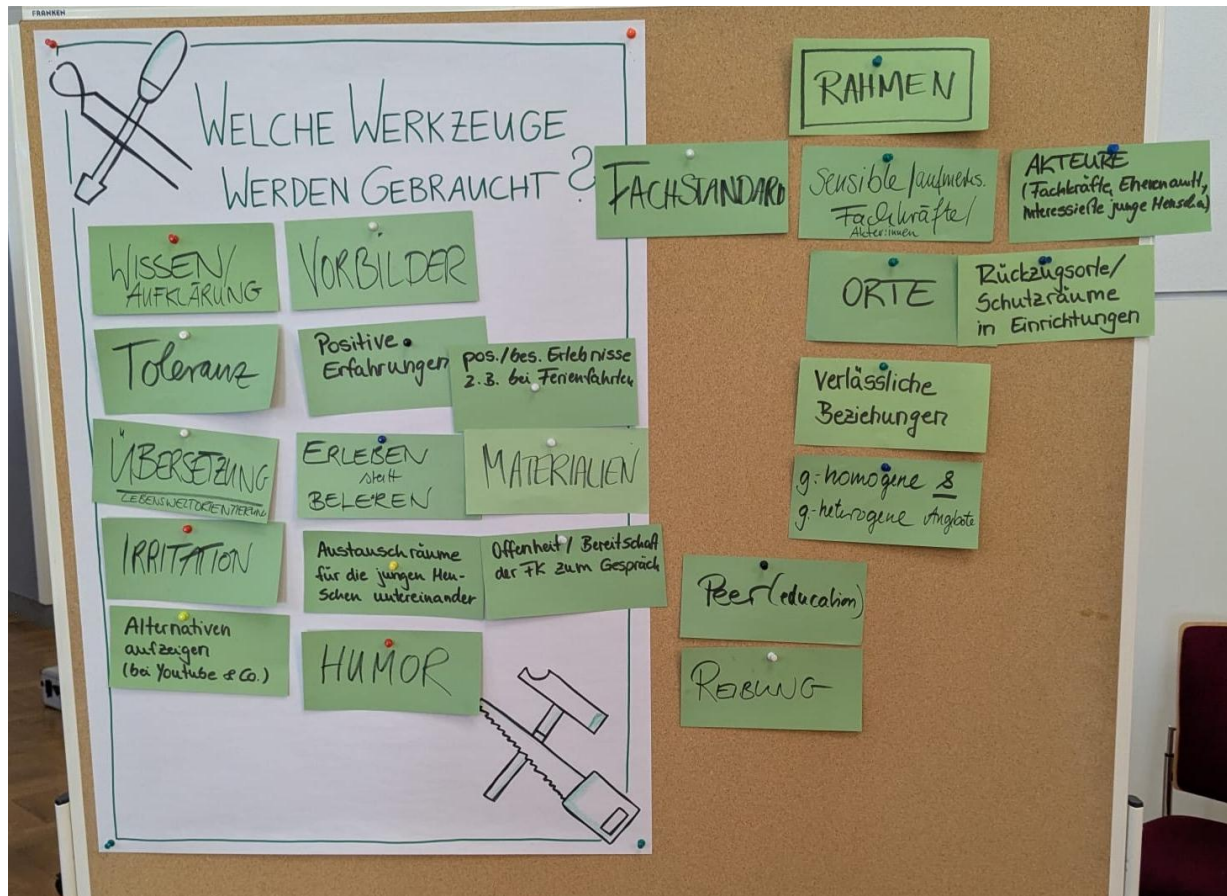 FRANKEN
WELCHE WERKZEUGE
WERDEN GEBRAUCHT?
WISSEN/
AUFKLÄRUNG
VORBILDER
Toleranz
Positive
Erfahrungen
pos./bes. Erlebnisse
z.B. bei Ferienfahrten
ÜBERSETZUNG
LEBENSWELTORIENTIERUNG
ERLEBEN
statt
BELEREN
MATERIALIEN
IRRITATION
Austauschräume
für die jungen Men-
schen untereinander
Offenheit / Bereitschaft
der FK zum Gespräch
Alternativen
aufzeigen
(bei Youtube & Co.)
HUMOR
RAHMEN
FACHSTANDARD
Sensible/aufmerks.
Fachkräfte/
Akteur:innen
AKTEURE
(Fachkräfte, Ehrenamtl,
interessierte junge Menschen)
ORTE
Rückzugsorte/
Schutzräume
in Einrichtungen
Verlässliche
Beziehungen
g.-homogene &
g.-heterogene Angebote
Peer (education)
REIBUNG